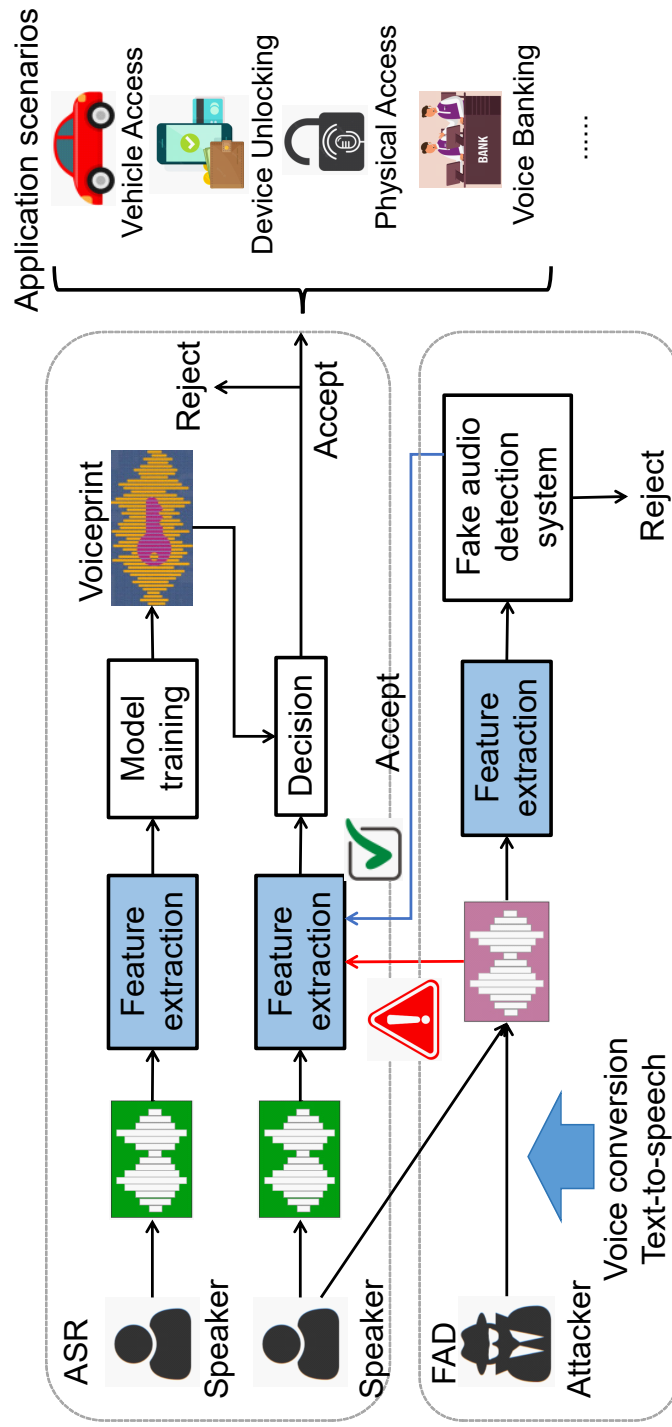 ASR
Speaker
Feature
extraction
Model
training
Voiceprint
Reject
Speaker
Feature
extraction
Decision
Accept
Accept
FAD
Attacker
Voice conversion
Text-to-speech
Feature
extraction
Fake audio
detection
system
Reject
Application scenarios
Vehicle Access
Device Unlocking
Physical Access
BANK
Voice Banking
......